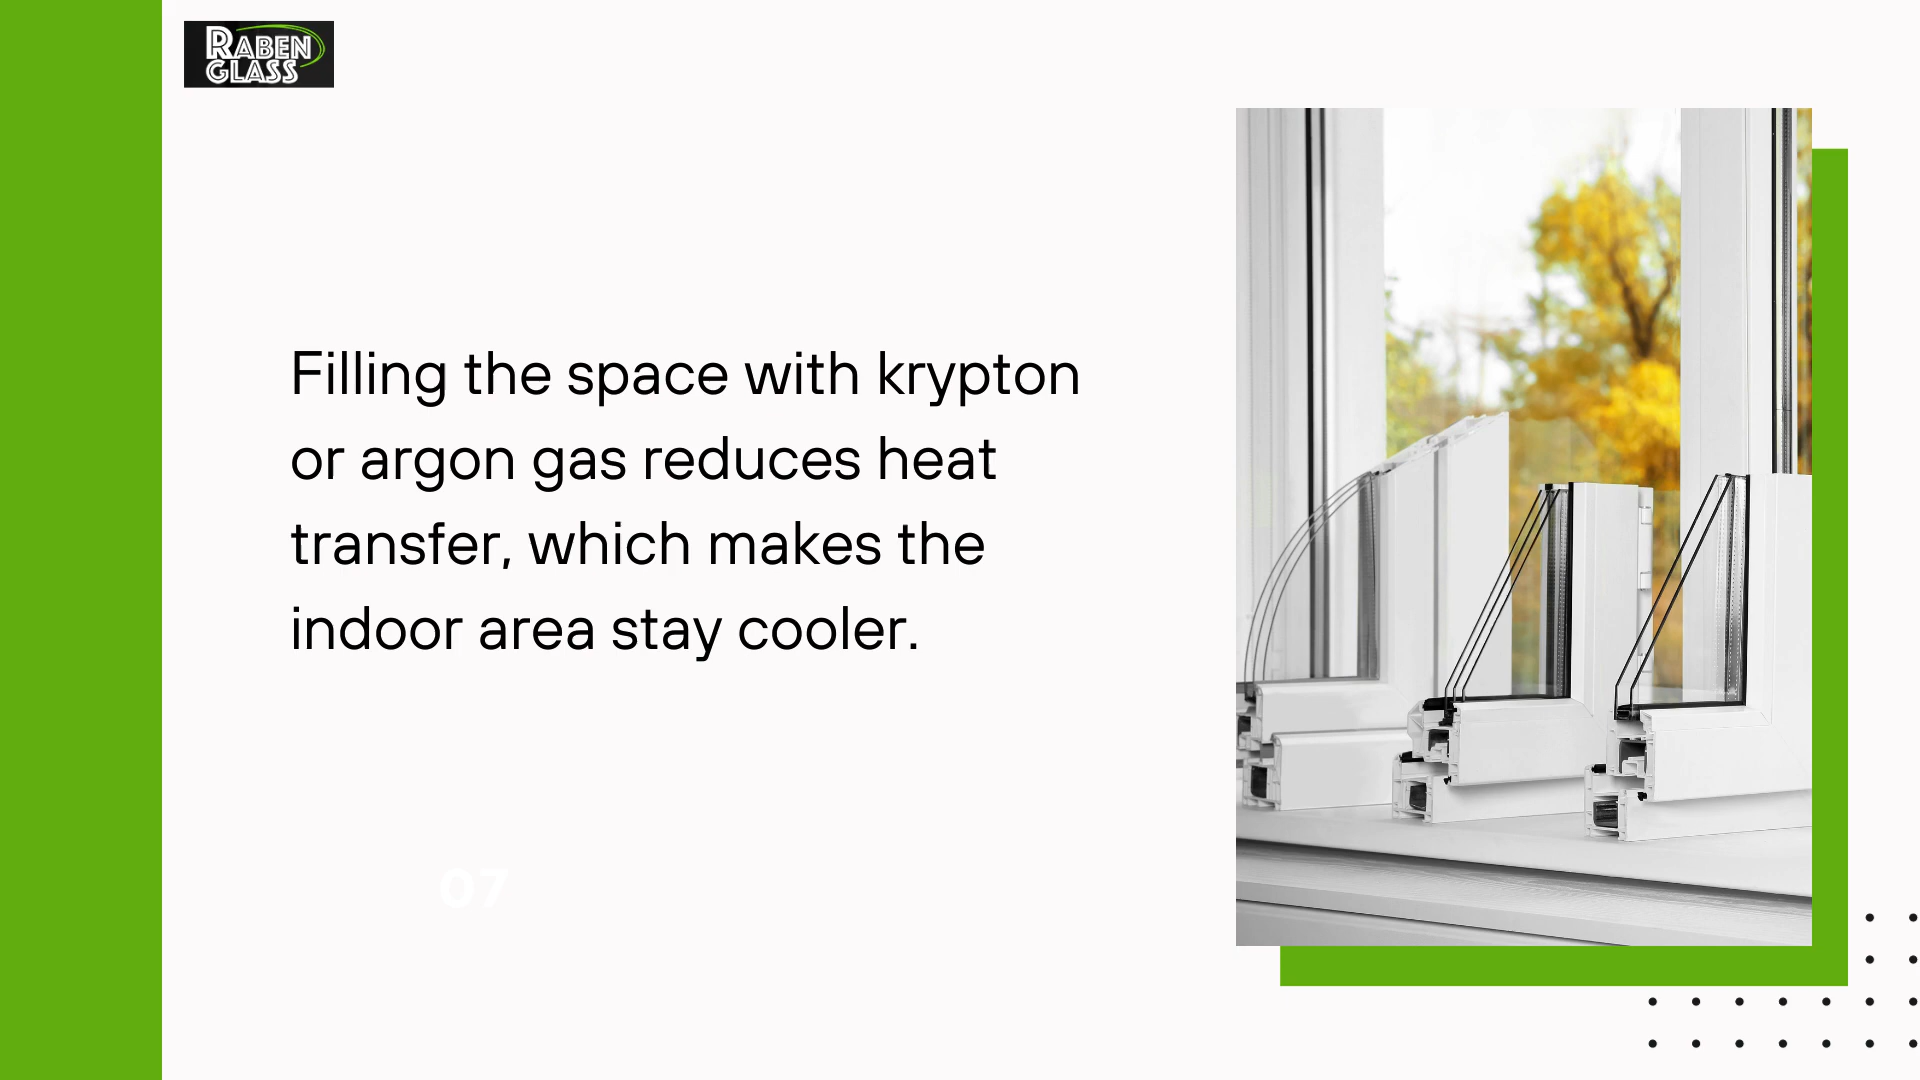 RABEN
GLASS
Filling the space with krypton
or argon gas reduces heat
transfer, which makes the
indoor area stay cooler.
07